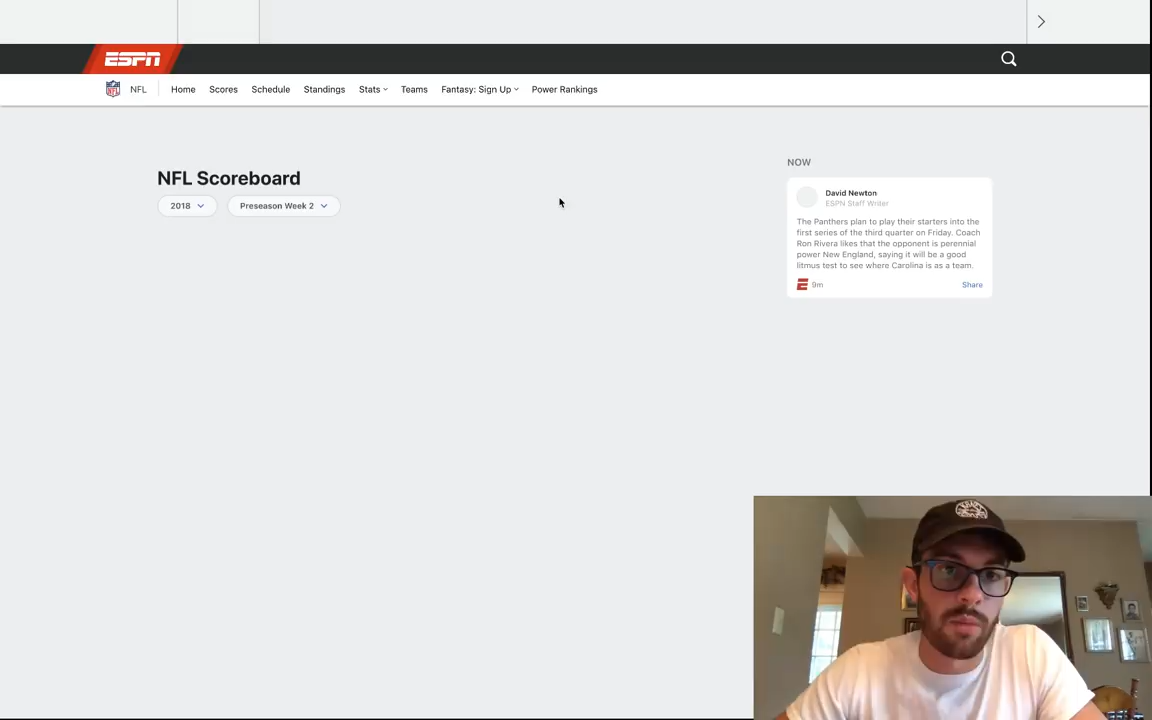 ESPN
NFL
Home
Scores
Schedule
Standings
Stats
Teams
Fantasy: Sign Up
Power Rankings
NFL Scoreboard
2018
Preseason Week 2
NOW
David Newton
ESPN Staff Writer
The Panthers plan to play their starters into the
first series of the third quarter on Friday. Coach
Ron Rivera likes that the opponent is perennial
power New England, saying it will be a good
litmus test to see where Carolina is as a team.
9m
Share